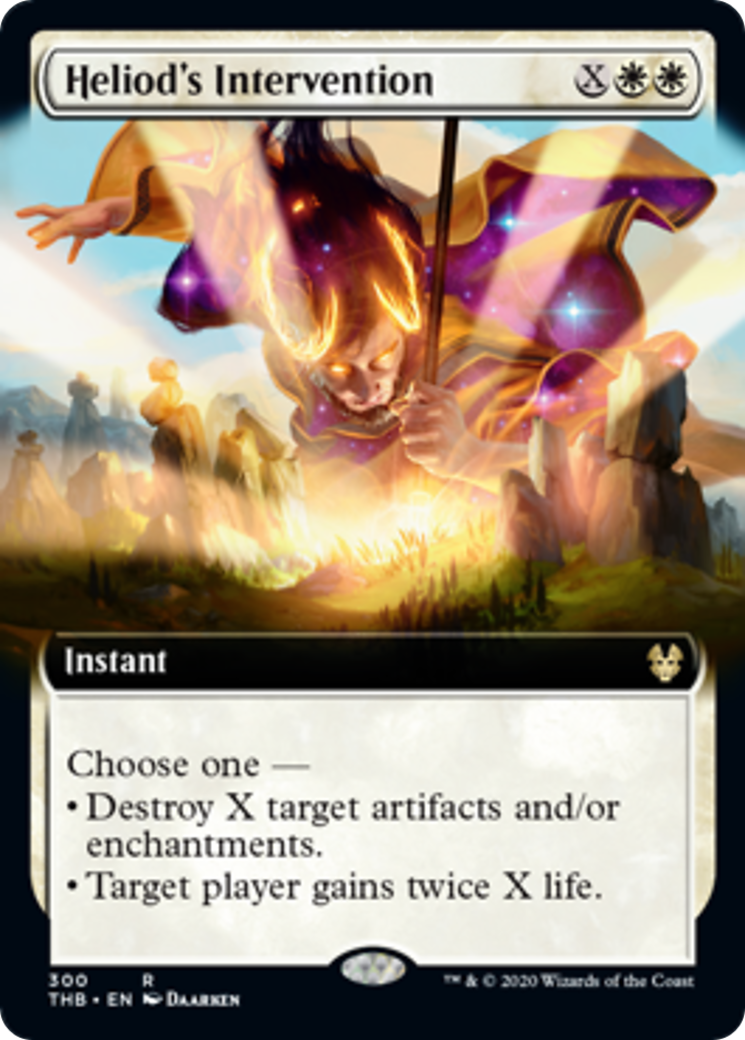 Heliod's Intervention X
Instant
Choose one —
• Destroy X target artifacts and/or
enchantments.
• Target player gains twice X life.
300 R
™ & © 2020 Wizards of the Coast
THB • EN Daarken